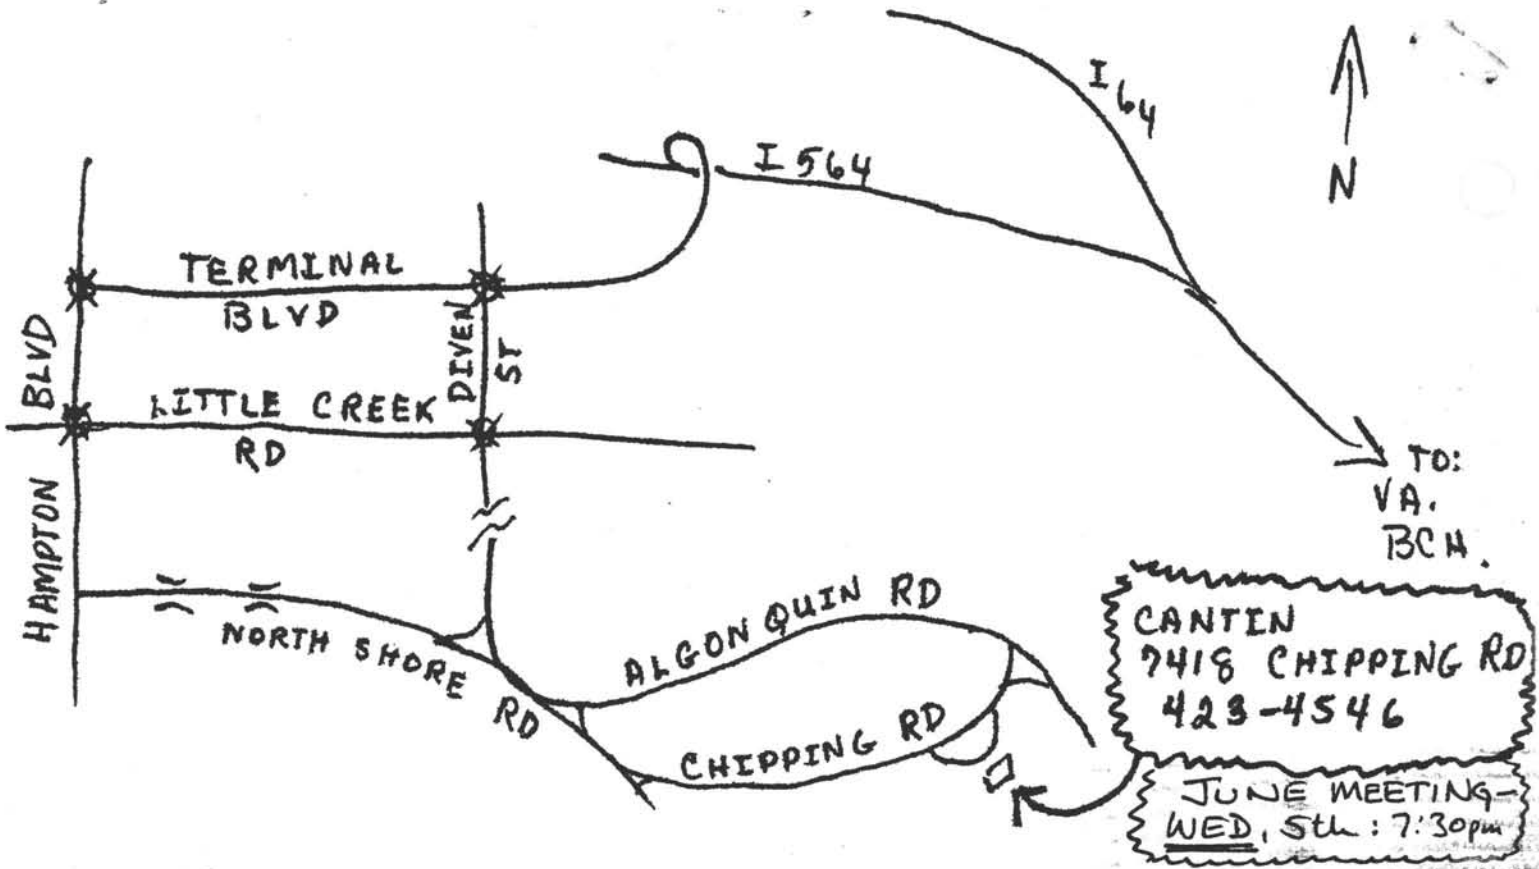 I 64
I 564
N
TERMINAL
BLVD
DIVEN
ST
HAMPTON BLVD
LITTLE CREEK
RD
TO:
VA.
BCH.
NORTH SHORE RD
ALGONQUIN RD
CHIPPING RD
CANTIN
7418 CHIPPING RD
423-4546
JUNE MEETING-
WED, 5th: 7:30pm